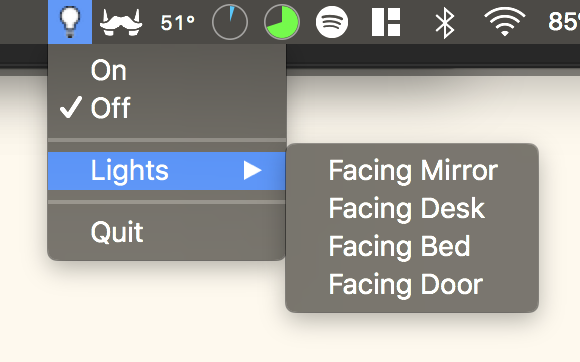 51° 85%
On
✓ Off
Lights ▶
Quit
Facing Mirror
Facing Desk
Facing Bed
Facing Door